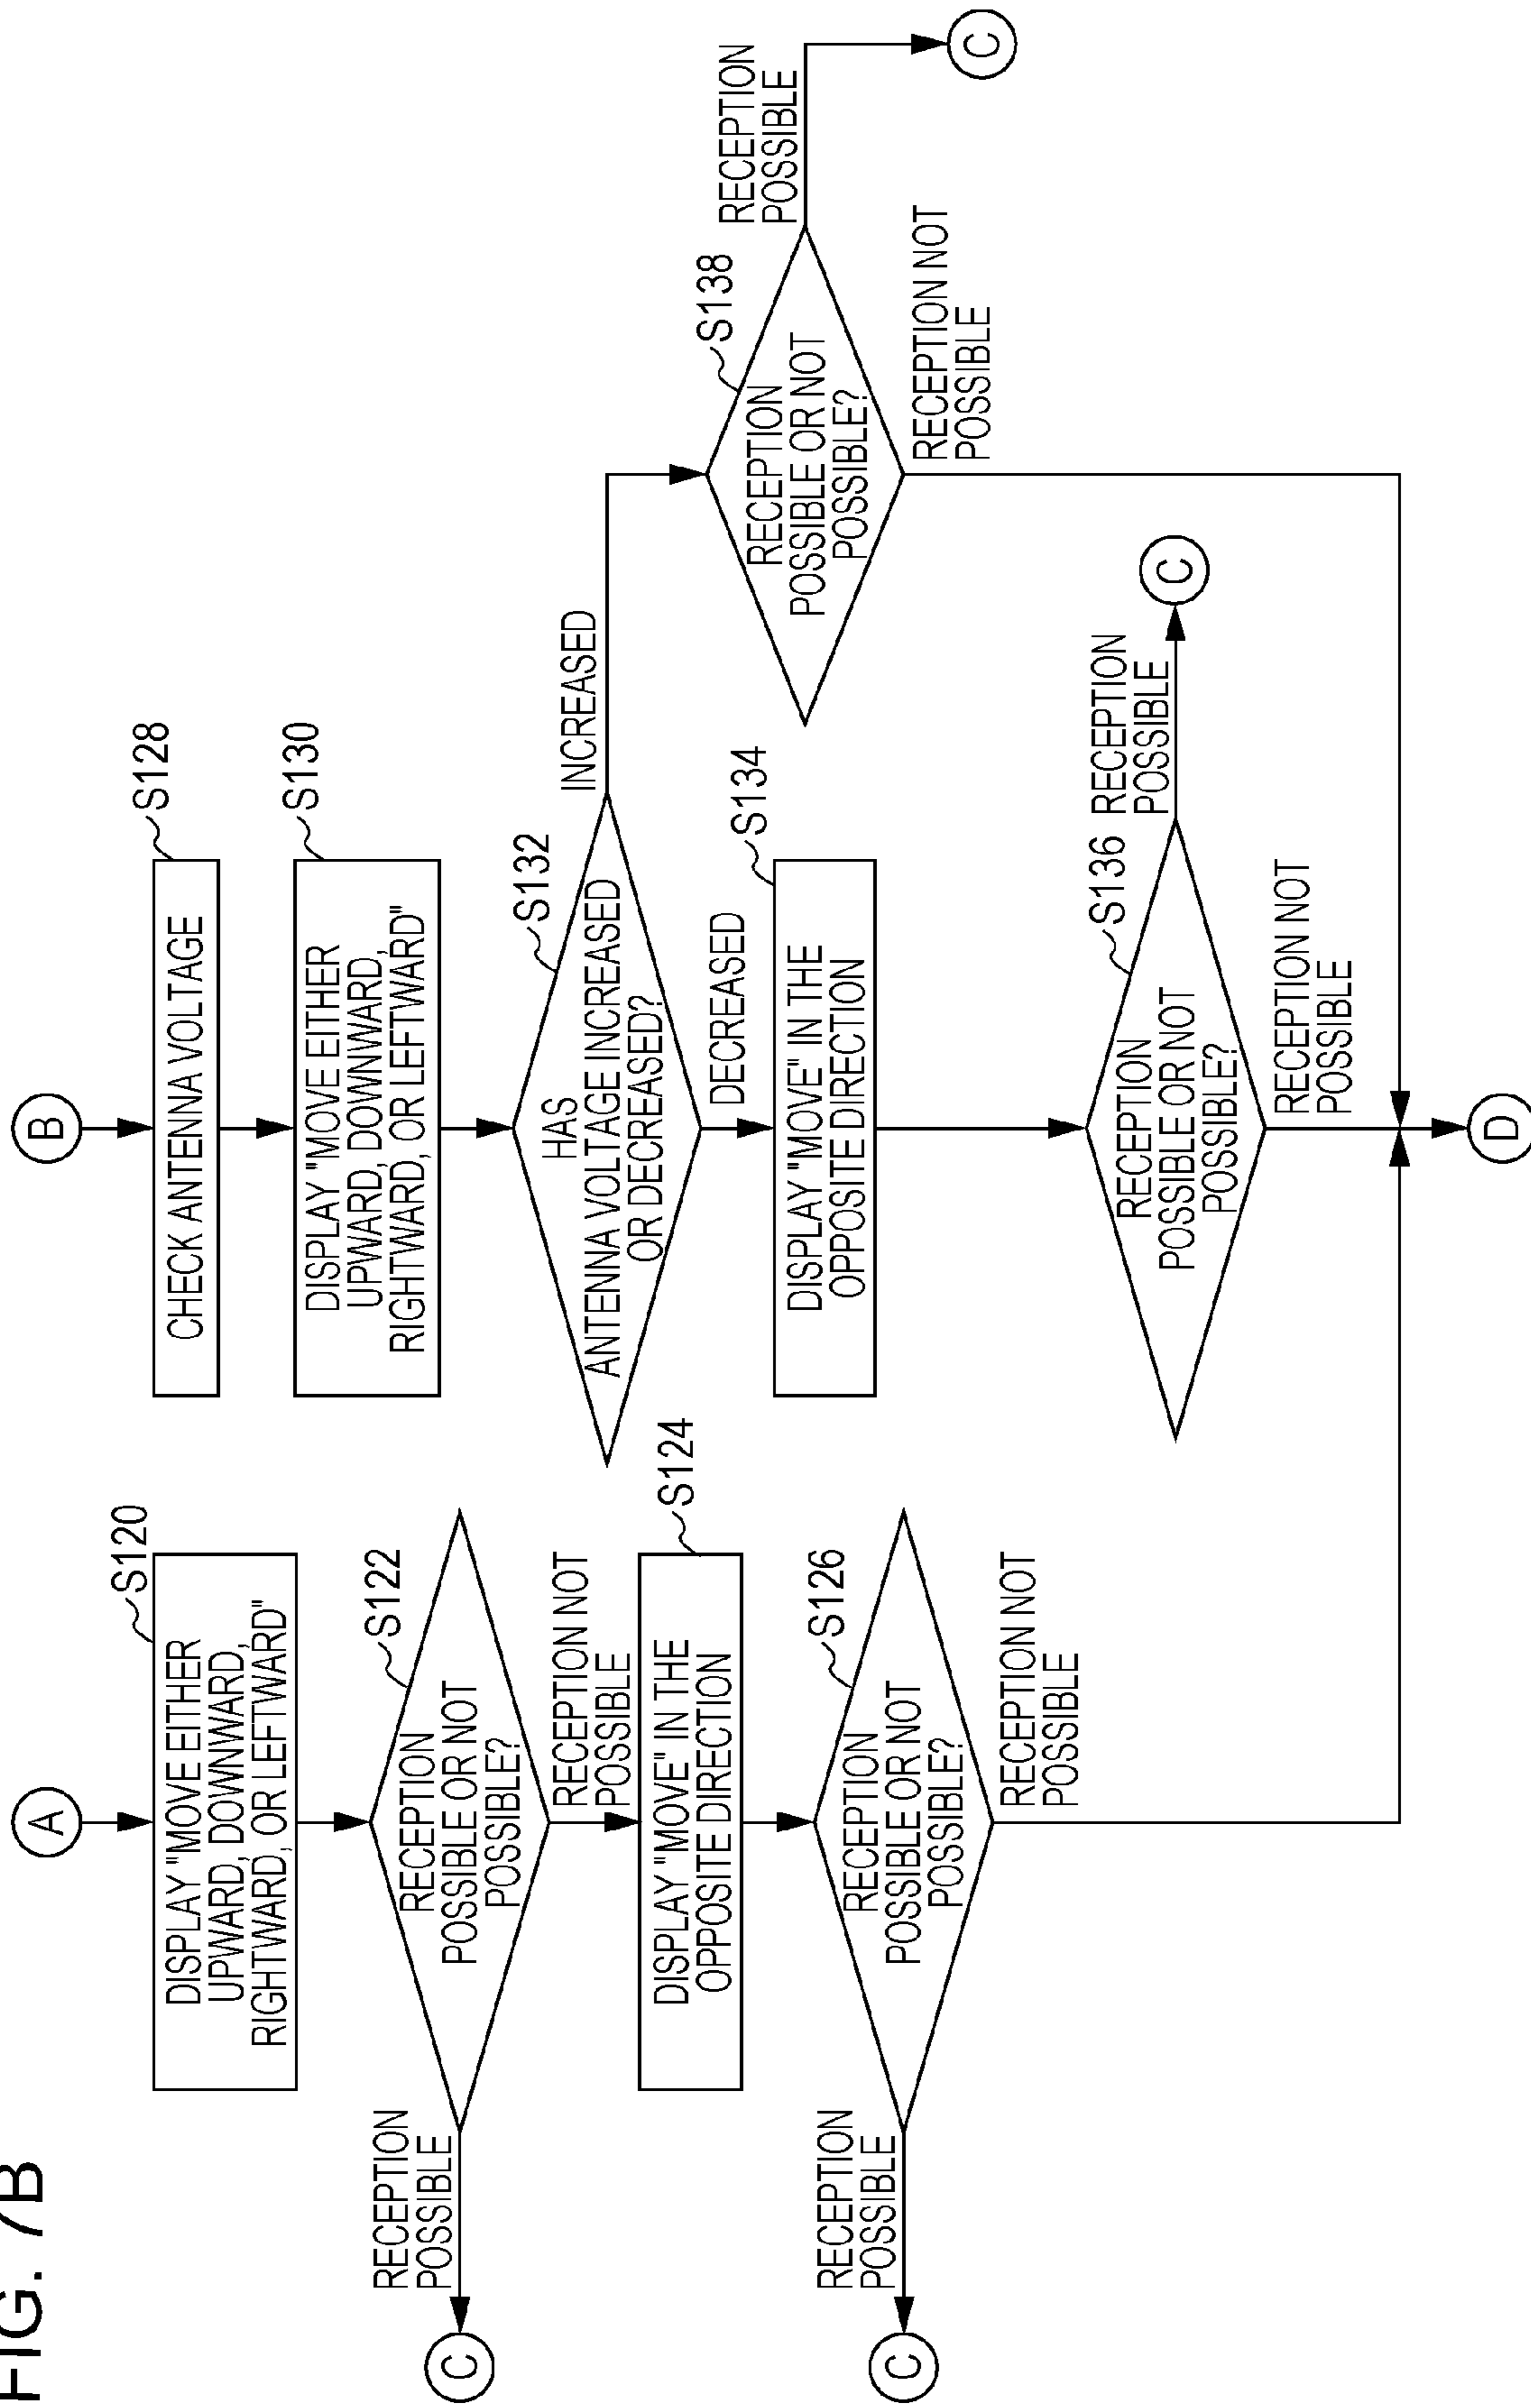 FIG. 7B
A
DISPLAY "MOVE EITHER
UPWARD, DOWNWARD,
RIGHTWARD, OR LEFTWARD"
S120
RECEPTION
POSSIBLE OR NOT
POSSIBLE?
S122
RECEPTION
POSSIBLE
C
RECEPTION NOT
POSSIBLE
DISPLAY "MOVE" IN THE
OPPOSITE DIRECTION
S124
RECEPTION
POSSIBLE OR NOT
POSSIBLE?
S126
RECEPTION
POSSIBLE
C
RECEPTION NOT
POSSIBLE
B
CHECK ANTENNA VOLTAGE
S128
DISPLAY "MOVE EITHER
UPWARD, DOWNWARD,
RIGHTWARD, OR LEFTWARD"
S130
HAS
ANTENNA VOLTAGE INCREASED
OR DECREASED?
S132
INCREASED
DECREASED
DISPLAY "MOVE" IN THE
OPPOSITE DIRECTION
S134
RECEPTION
POSSIBLE OR NOT
POSSIBLE?
S136
RECEPTION
POSSIBLE
C
RECEPTION NOT
POSSIBLE
RECEPTION
POSSIBLE OR NOT
POSSIBLE?
S138
RECEPTION
POSSIBLE
C
RECEPTION NOT
POSSIBLE
D